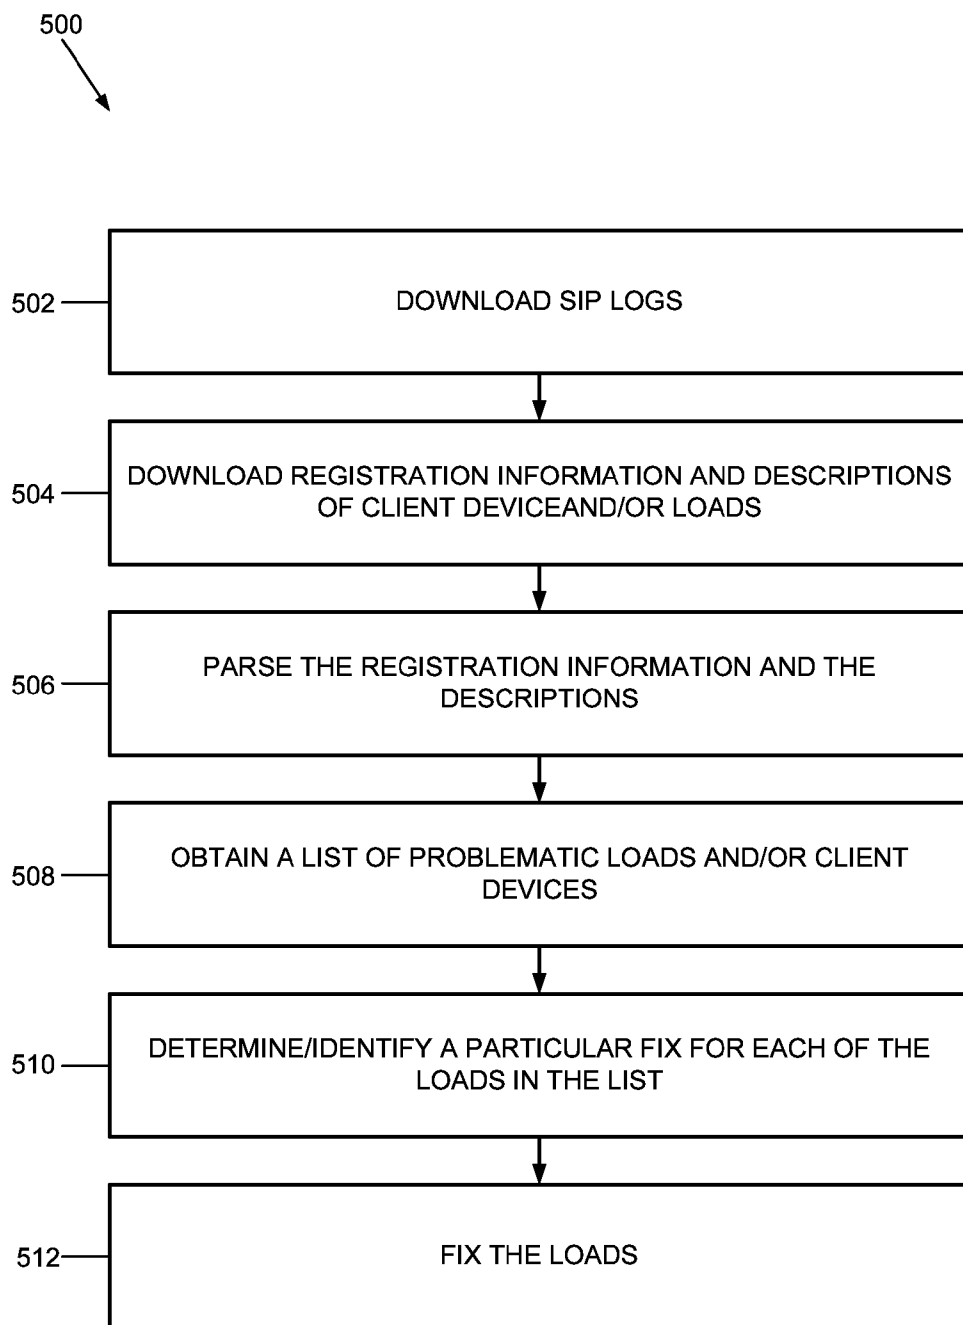 500
502
DOWNLOAD SIP LOGS
504
DOWNLOAD REGISTRATION INFORMATION AND DESCRIPTIONS
OF CLIENT DEVICEAND/OR LOADS
506
PARSE THE REGISTRATION INFORMATION AND THE
DESCRIPTIONS
508
OBTAIN A LIST OF PROBLEMATIC LOADS AND/OR CLIENT
DEVICES
510
DETERMINE/IDENTIFY A PARTICULAR FIX FOR EACH OF THE
LOADS IN THE LIST
512
FIX THE LOADS